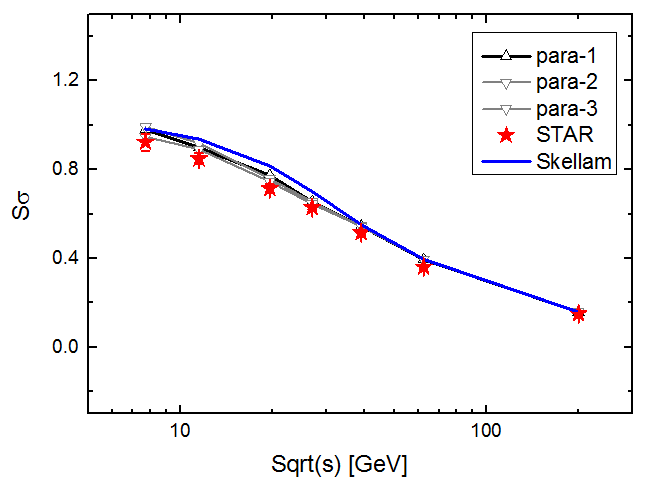 para-1
para-2
para-3
STAR
Skellam
1.2
0.8
0.4
0.0
Sσ
10
100
Sqrt(s) [GeV]